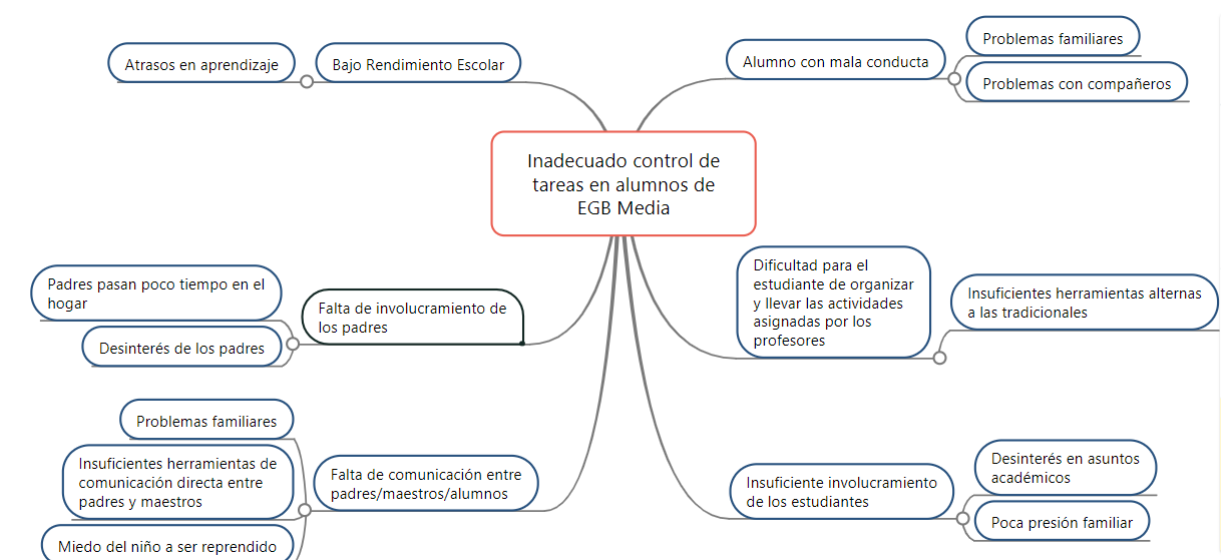 Atrasos en aprendizaje
Bajo Rendimiento Escolar
Alumno con mala conducta
Problemas familiares
Problemas con compañeros
Inadecuado control de
tareas en alumnos de
EGB Media
Padres pasan poco tiempo en el
hogar
Desinterés de los padres
Falta de involucramiento de
los padres
Dificultad para el
estudiante de organizar
y llevar las actividades
asignadas por los
profesores
Insuficientes herramientas alternas
a las tradicionales
Problemas familiares
Insuficientes herramientas de
comunicación directa entre
padres y maestros
Miedo del niño a ser reprendido
Falta de comunicación entre
padres/maestros/alumnos
Insuficiente involucramiento
de los estudiantes
Desinterés en asuntos
académicos
Poca presión familiar